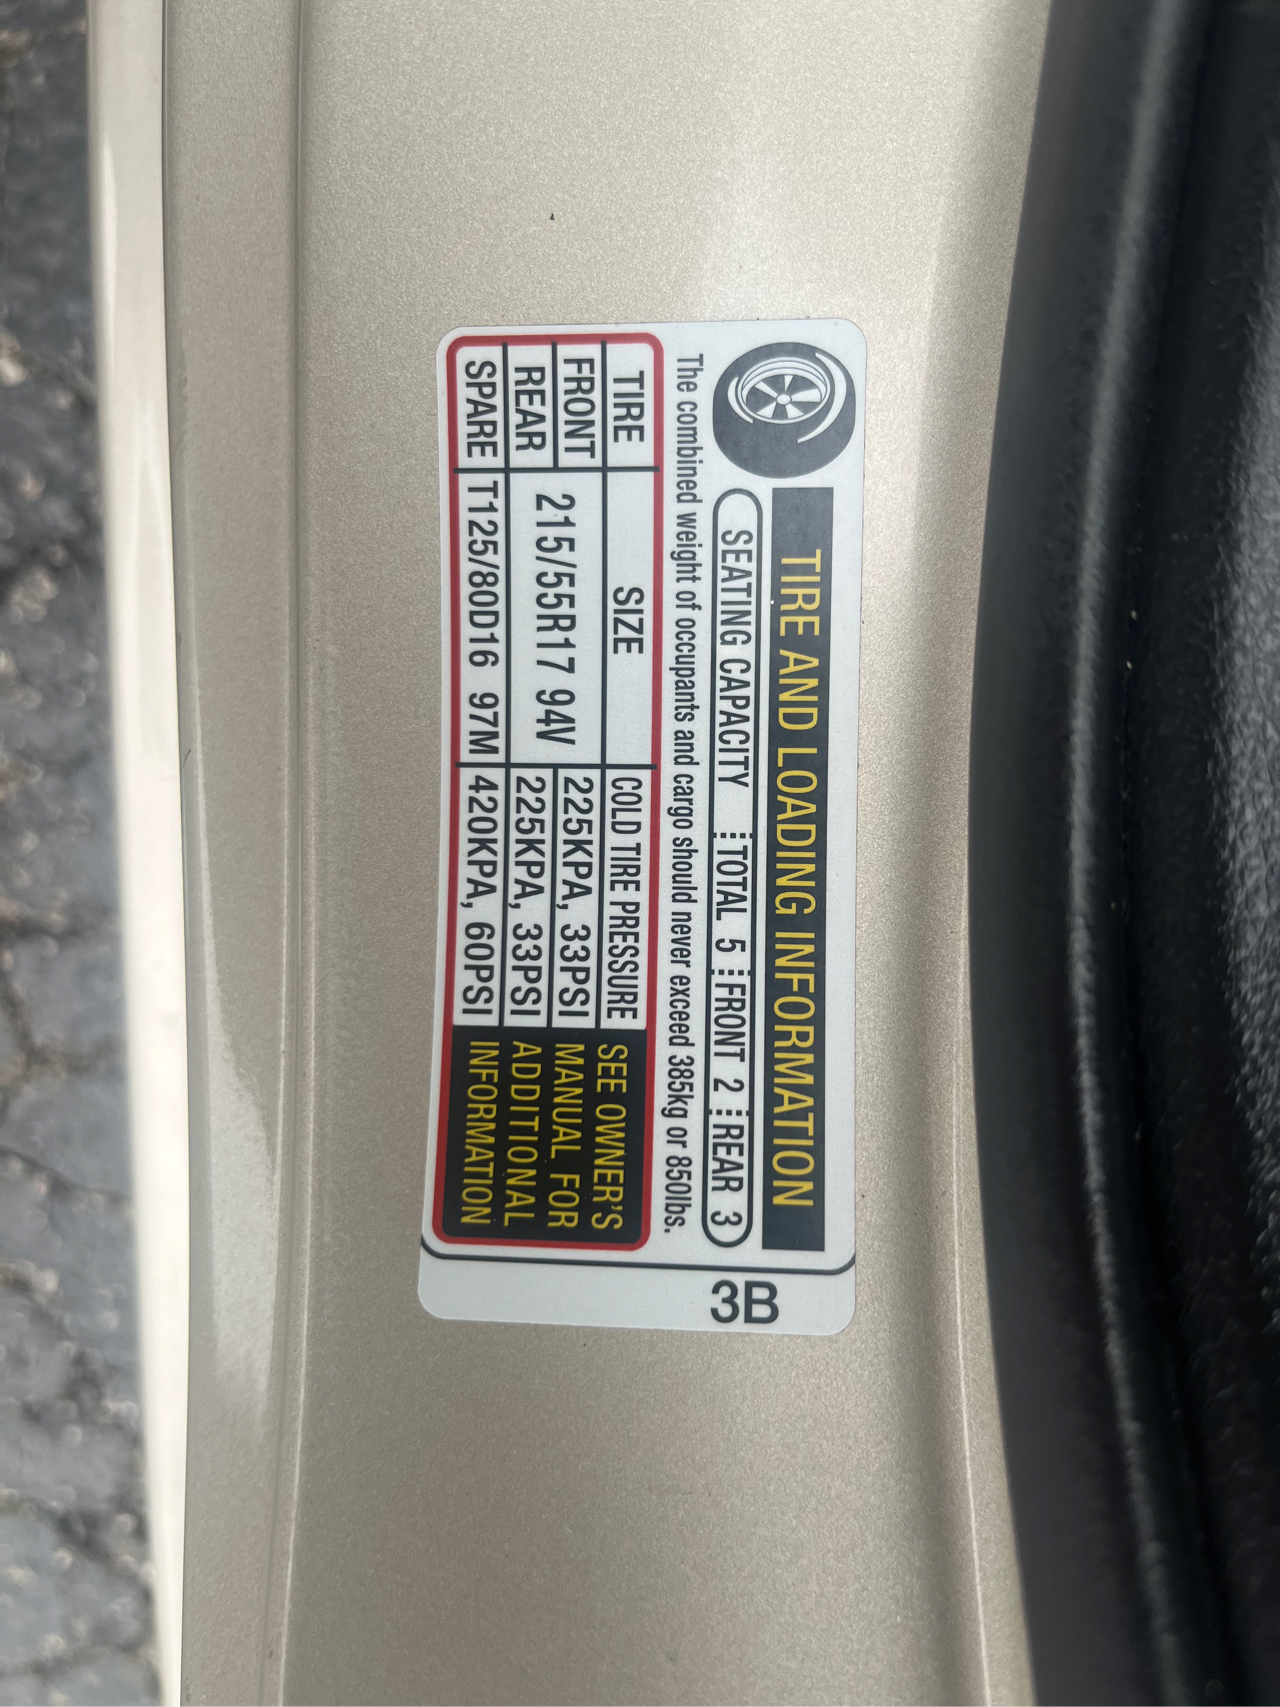 TIRE AND LOADING INFORMATION
SEATING CAPACITY TOTAL 5 FRONT 2 REAR 3
The combined weight of occupants and cargo should never exceed 385kg or 850lbs.
TIRE SIZE COLD TIRE PRESSURE
FRONT 215/55R17 94V 225KPA, 33PSI
REAR 225KPA, 33PSI
SPARE T125/80D16 97M 420KPA, 60PSI
SEE OWNER'S
MANUAL FOR
ADDITIONAL
INFORMATION
3B